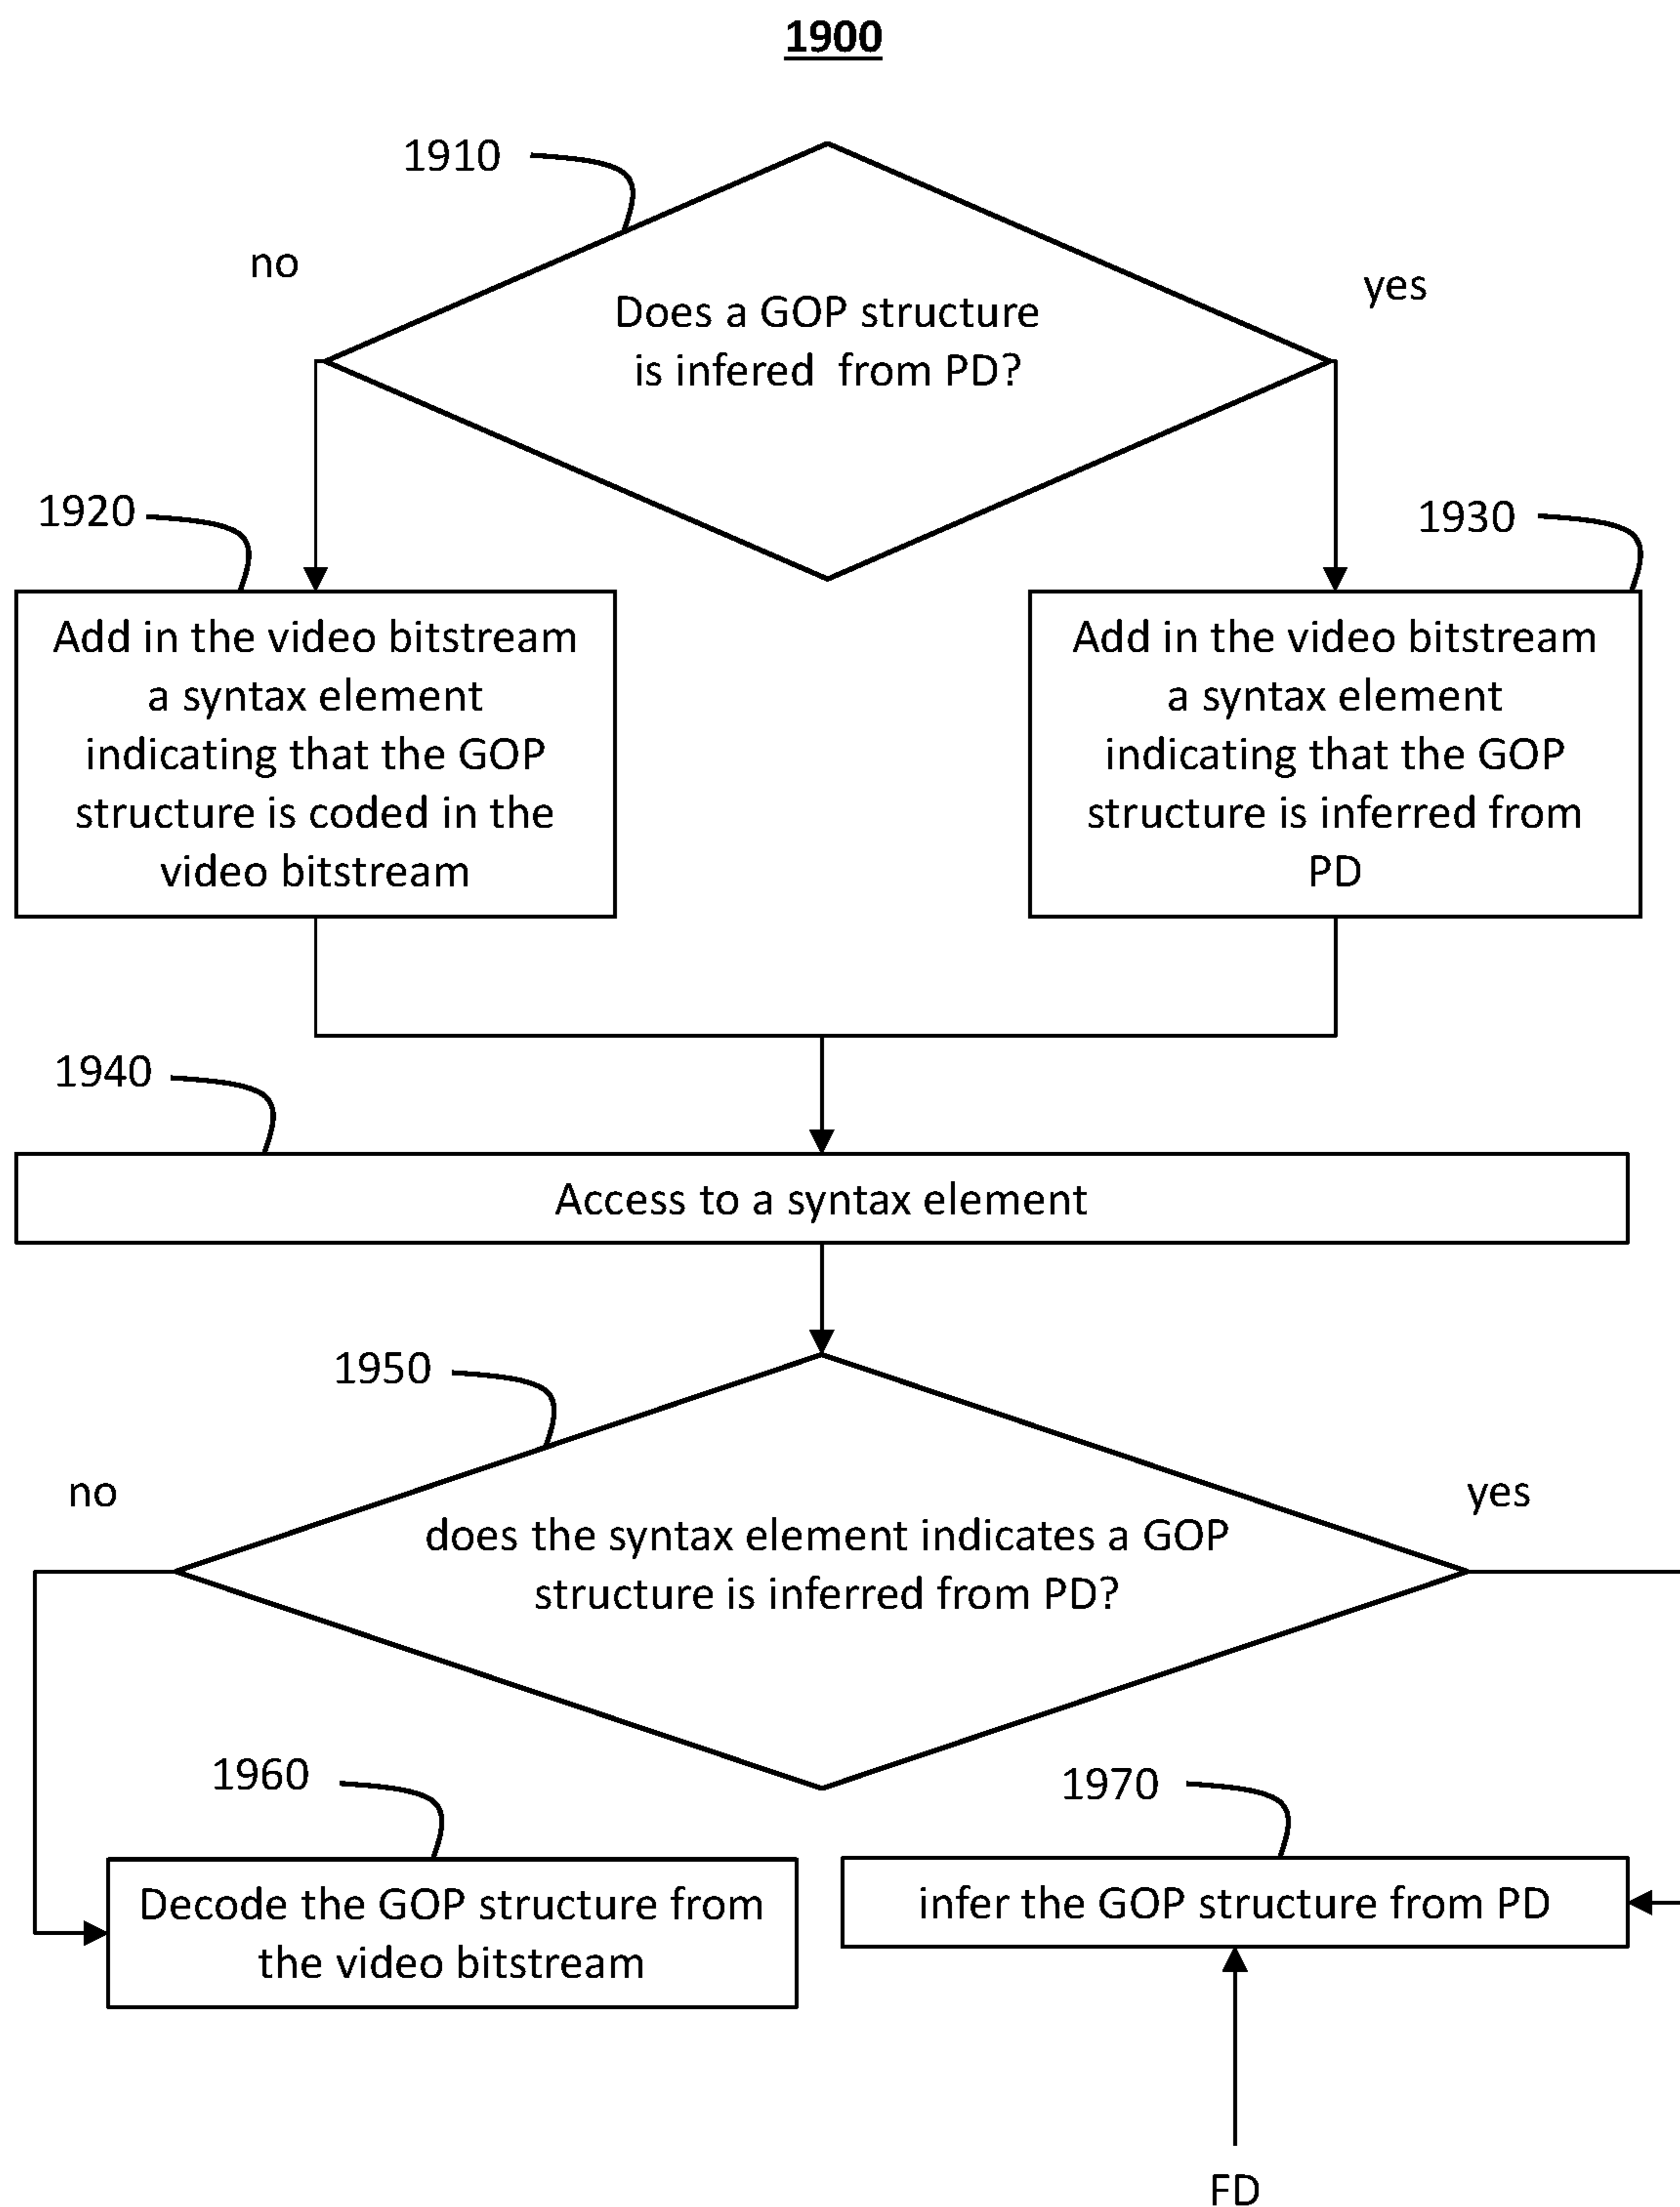 1900
1910
no
yes
Does a GOP structure
is infered from PD?
1920
1930
Add in the video bitstream
a syntax element
indicating that the GOP
structure is coded in the
video bitstream
Add in the video bitstream
a syntax element
indicating that the GOP
structure is inferred from
PD
1940
Access to a syntax element
1950
no
yes
does the syntax element indicates a GOP
structure is inferred from PD?
1960
1970
Decode the GOP structure from
the video bitstream
infer the GOP structure from PD
FD